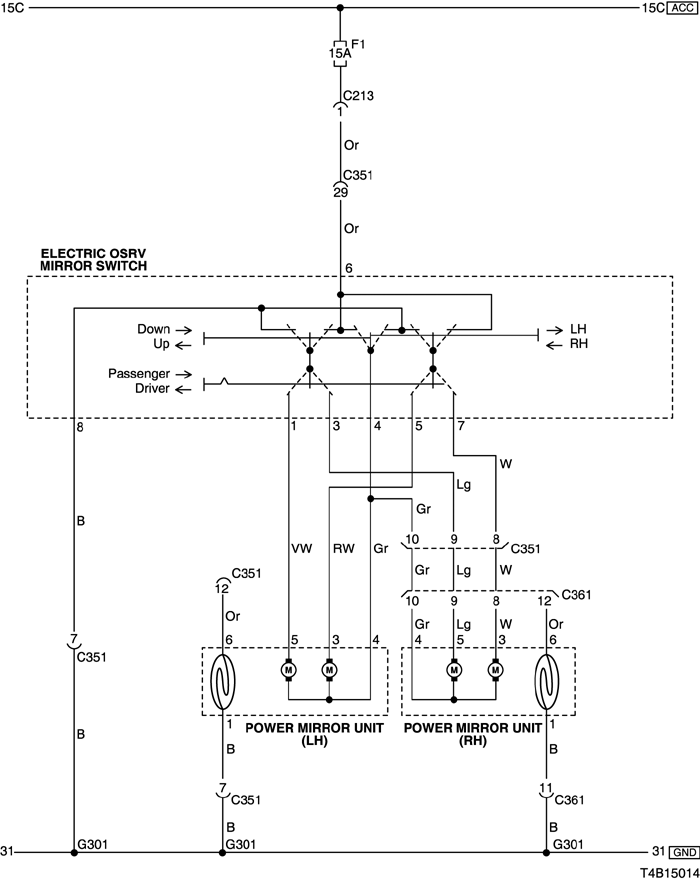 15C 15C ACC
F1
15A
C213
1
Or
C351
29
Or
ELECTRIC OSRV
MIRROR SWITCH
6
Down LH
Up RH
Passenger
Driver
8 1 3 4 5 7
W
Lg
Gr
B VW RW Gr
10 9 8
C351
Gr Lg W
C351
12
C361
10 9 8 12
Or
Gr Lg W Or
7
C351
6 5 3 4 4 5 3 6
M M M M
1 1
POWER MIRROR UNIT
(LH)
POWER MIRROR UNIT
(RH)
B B B
7
C351
11
C361
B B
31 G301 G301 G301 31 GND
T4B15014